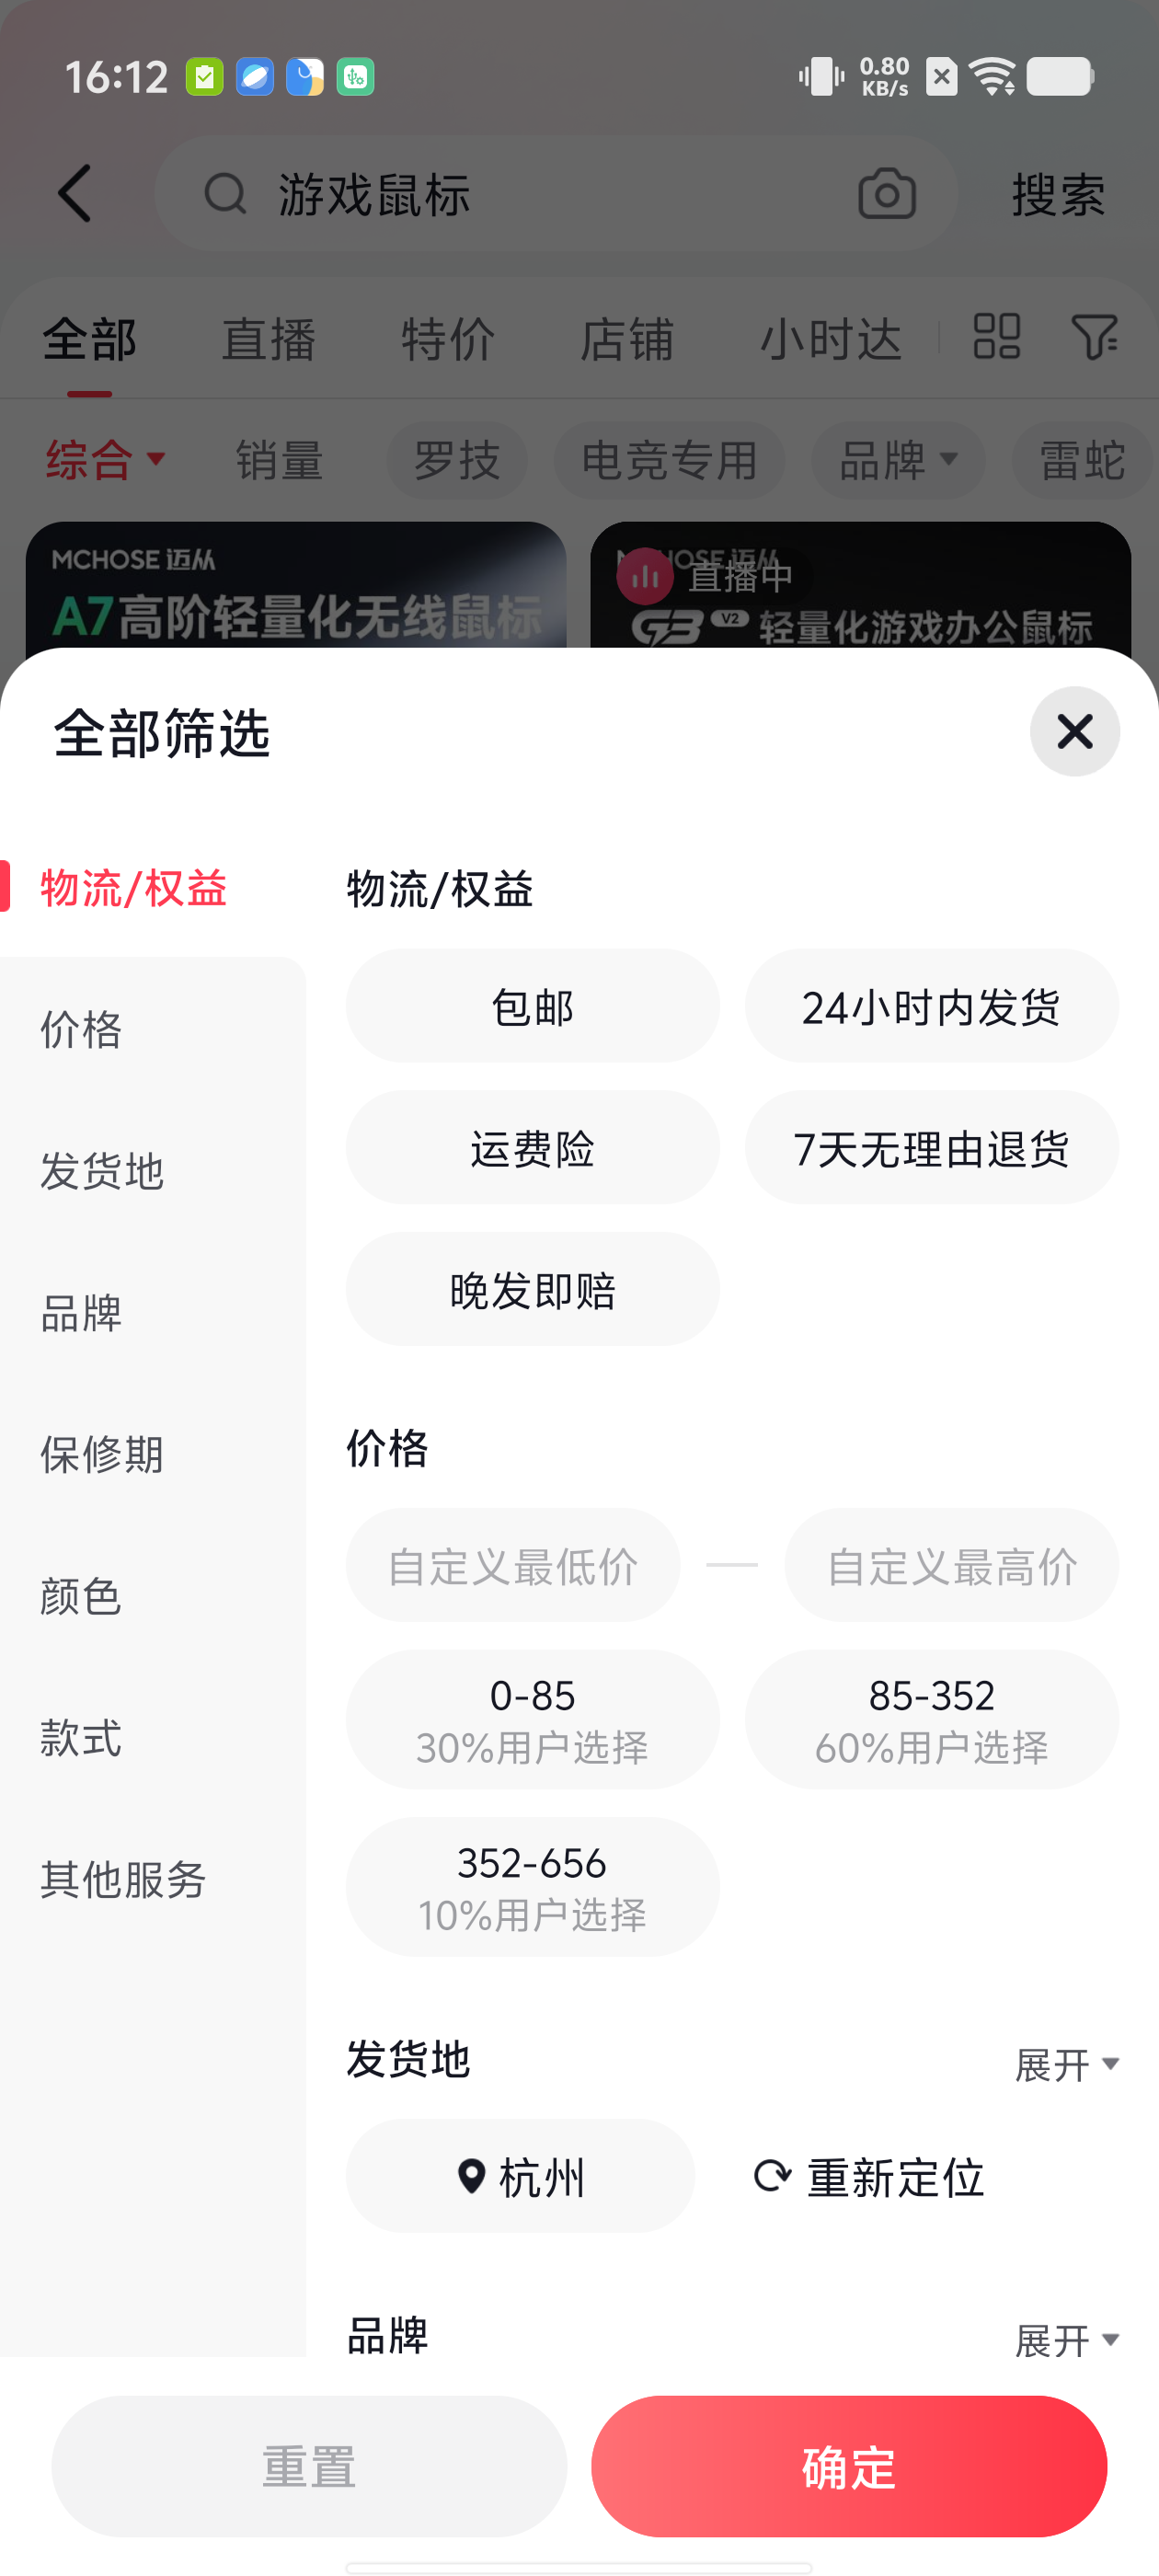 16:12
0.80
KB/s
游戏鼠标
搜索
全部 直播 特价 店铺 小时达
综合 销量 罗技 电竞专用 品牌 雷蛇
MCHOSE 迈从
A7高阶轻量化无线鼠标
MCHOSE 迈从
直播中
G3 V2 轻量化游戏办公鼠标
全部筛选
物流/权益
价格
发货地
品牌
保修期
颜色
款式
其他服务
物流/权益
包邮 24小时内发货
运费险 7天无理由退货
晚发即赔
价格
自定义最低价 — 自定义最高价
0-85 85-352
30%用户选择 60%用户选择
352-656
10%用户选择
发货地 展开
杭州 重新定位
品牌 展开
重置 确定